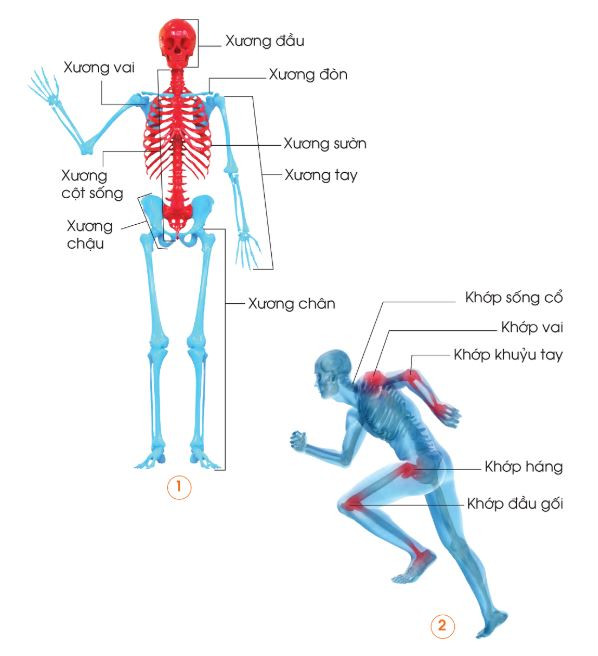 Xương đầu
Xương vai
Xương đòn
Xương sườn
Xương
cột sống
Xương tay
Xương
chậu
Xương chân
1
Khớp sống cổ
Khớp vai
Khớp khuỷu tay
Khớp háng
Khớp đầu gối
2